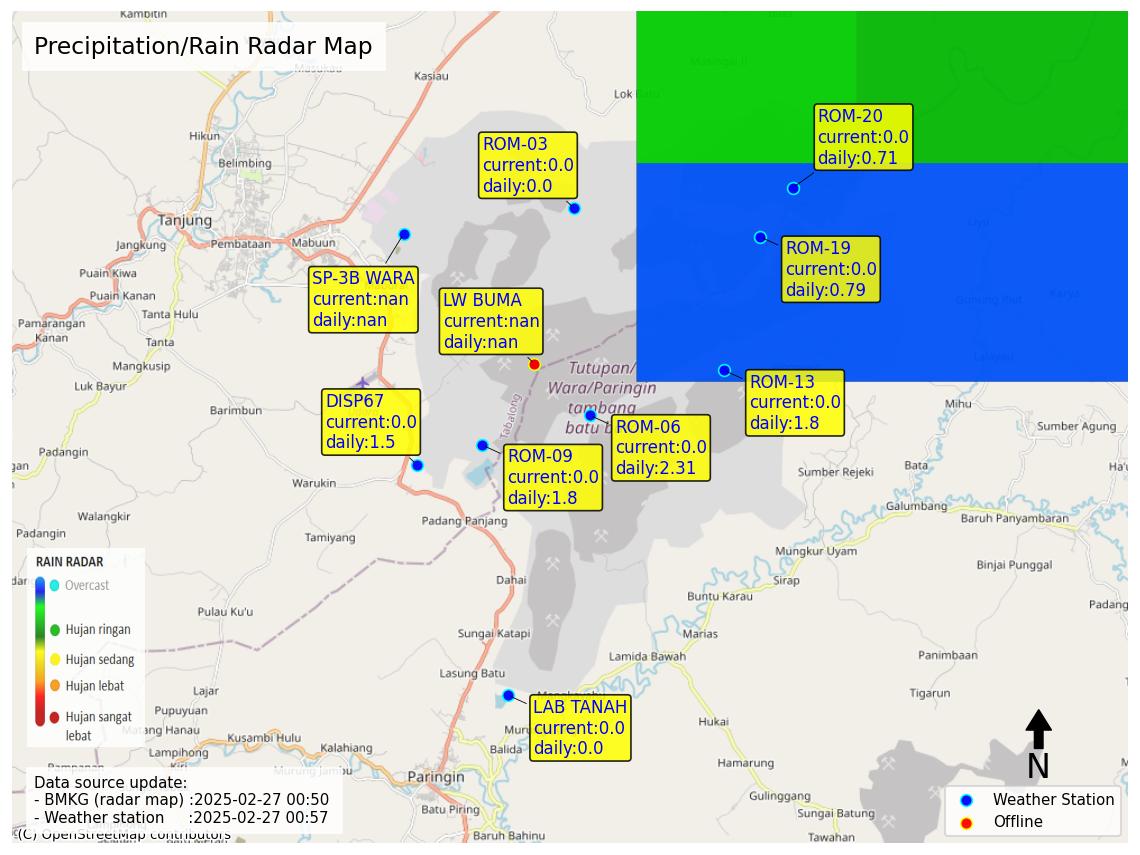 Precipitation/Rain Radar Map
Kambitin
Kasiau
Lok
Hikun
Belimbing
Tanjung
Jangkung
Pembataan
Mabuun
Puain Kiwa
Puain Kanan
Tanta Hulu
Pamarangan
Kanan
Tanta
Mangkusip
Luk Bayur
Barimbun
Padangin
Warukin
Walangkir
Padangin
Tamiyang
Padang Panjang
Dahai
Pulau Ku'u
Sungai Katapi
Lasung Batu
Lajar
Pupuyuan
Matang Hanau
Kusambi Hulu
Lampihong
Kalahiang
Murung Jambu
Paringin
Batu Piring
Baruh Bahinu
Balida
Lamida Bawah
Marias
Buntu Karau
Sirap
Mungkur Uyam
Galumbang
Baruh Panyambaran
Binjai Punggal
Bata
Sumber Rejeki
Sumber Agung
Mihu
Panimbaan
Tigarun
Hukai
Hamarung
Gulinggang
Sungai Batung
Tawahan
Tabalong
Tutupan/
Wara/Paringin
tambang
batu
ROM-20
current:0.0
daily:0.71
ROM-03
current:0.0
daily:0.0
ROM-19
current:0.0
daily:0.79
SP-3B WARA
current:nan
daily:nan
LW BUMA
current:nan
daily:nan
ROM-13
current:0.0
daily:1.8
DISP67
current:0.0
daily:1.5
ROM-06
current:0.0
daily:2.31
ROM-09
current:0.0
daily:1.8
LAB TANAH
current:0.0
daily:0.0
RAIN RADAR
Overcast
Hujan ringan
Hujan sedang
Hujan lebat
Hujan sangat
lebat
Data source update:
- BMKG (radar map) :2025-02-27 00:50
- Weather station :2025-02-27 00:57
(C) OpenStreetMap contributors
N
Weather Station
Offline